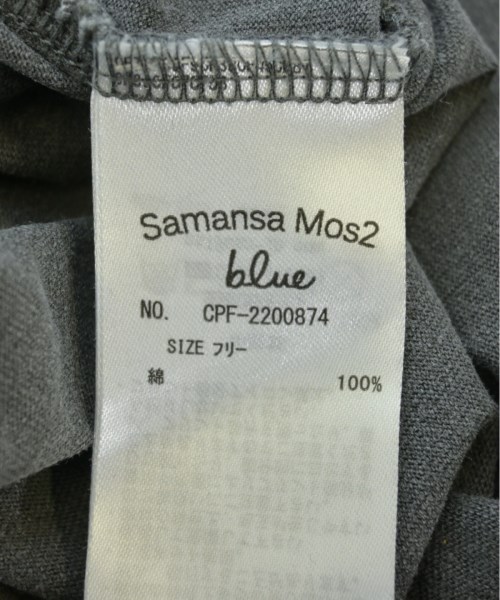 Samansa Mos2
blue
NO. CPF-2200874
SIZE フリー
綿 100%